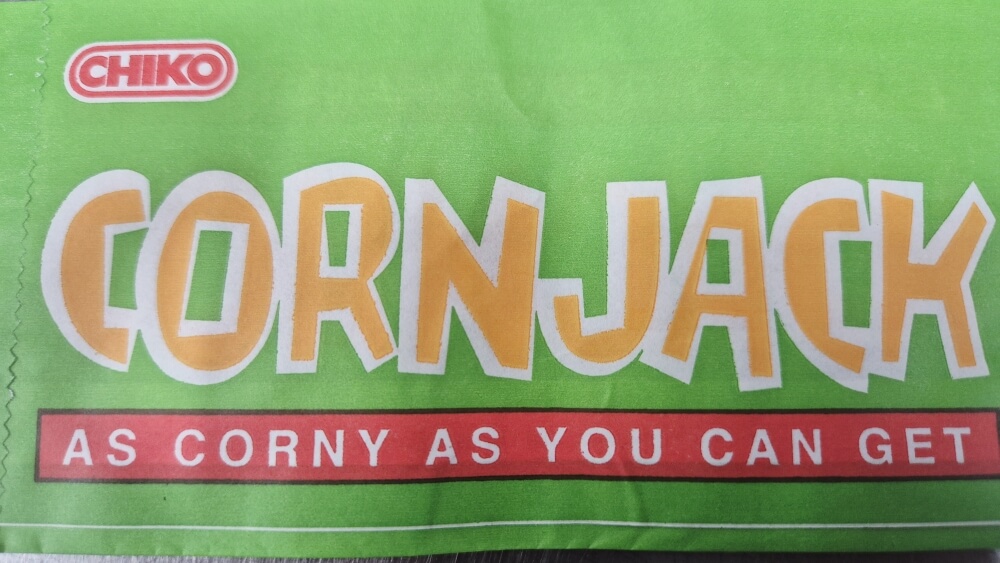 CHIKO
CORNJACK
AS CORNY AS YOU CAN GET